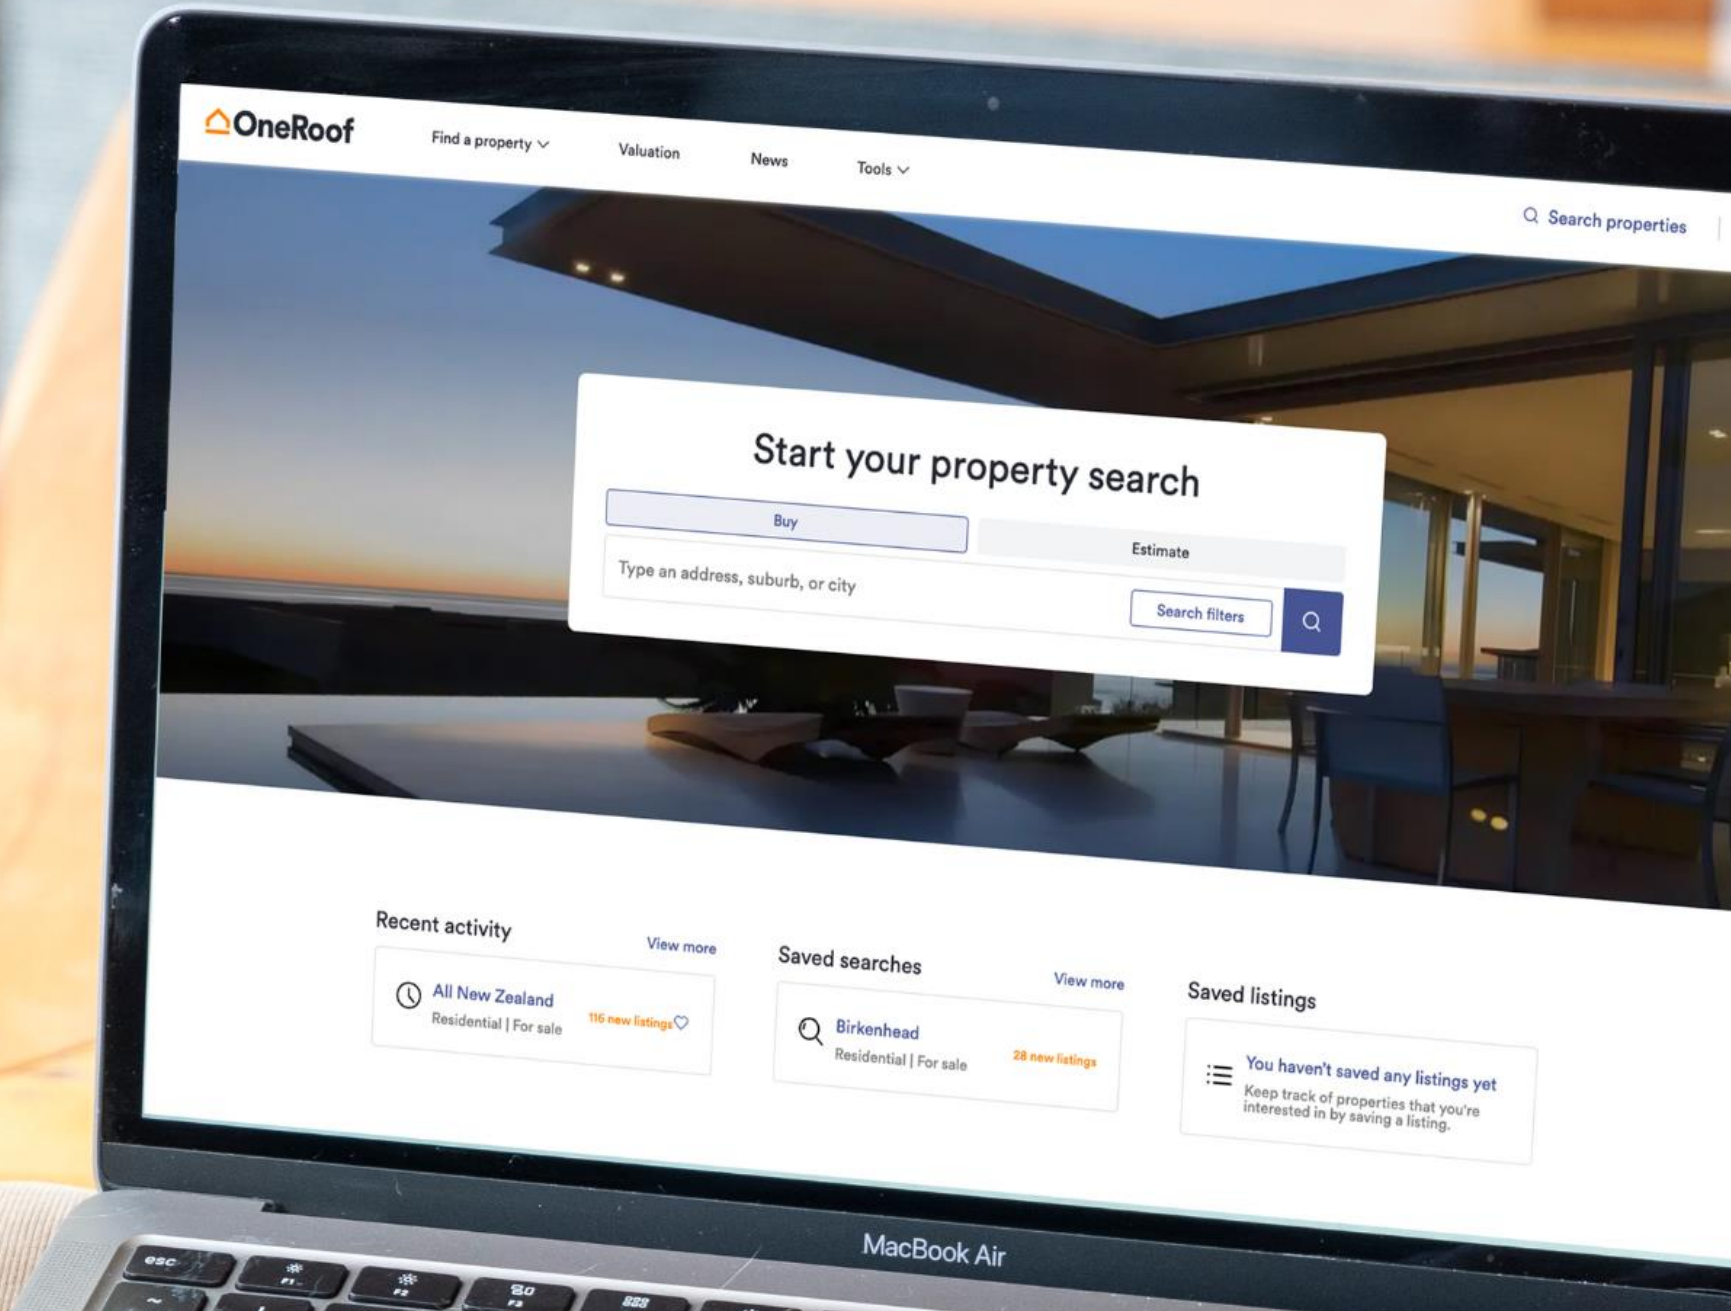 OneRoof
Find a property
Valuation
News
Tools
Search properties
Start your property search
Buy
Estimate
Type an address, suburb, or city
Search filters
Recent activity
View more
All New Zealand
Residential | For sale
116 new listings
Saved searches
View more
Birkenhead
Residential | For sale
28 new listings
Saved listings
You haven't saved any listings yet
Keep track of properties that you're
interested in by saving a listing.
MacBook Air
esc
F1
F2
F3
~
!